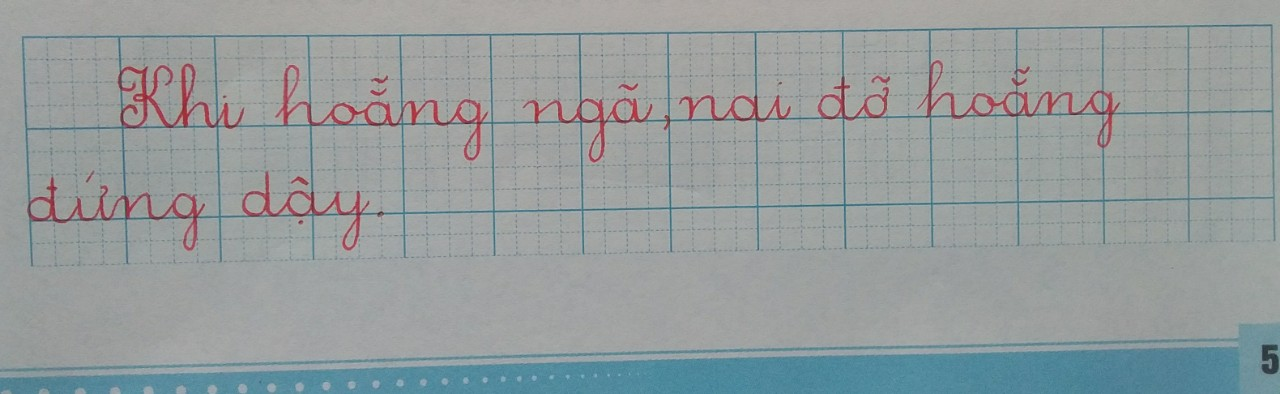 Khi hoẵng ngã, nai đỡ hoẵng
đứng dậy.
5